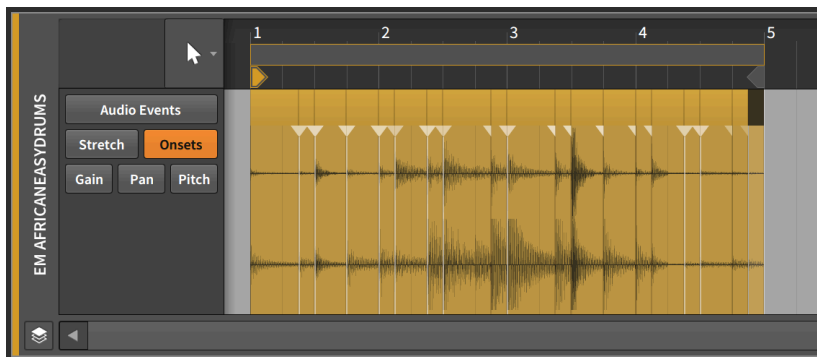 1 2 3 4 5
EM AFRICANEASYDRUMS
Audio Events
Stretch Onsets
Gain Pan Pitch